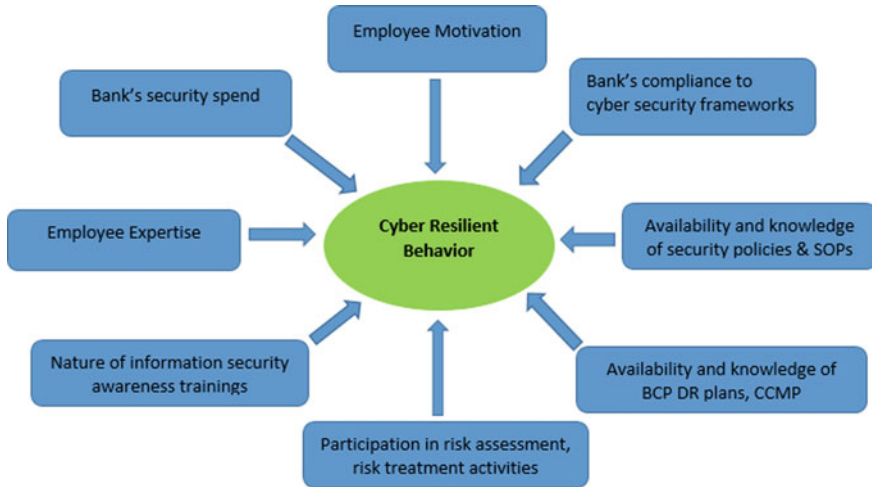 Employee Motivation
Bank's security spend
Bank's compliance to
cyber security frameworks
Employee Expertise
Cyber Resilient
Behavior
Availability and knowledge
of security policies & SOPs
Nature of information security
awareness trainings
Availability and knowledge of
BCP DR plans, CCMP
Participation in risk assessment,
risk treatment activities